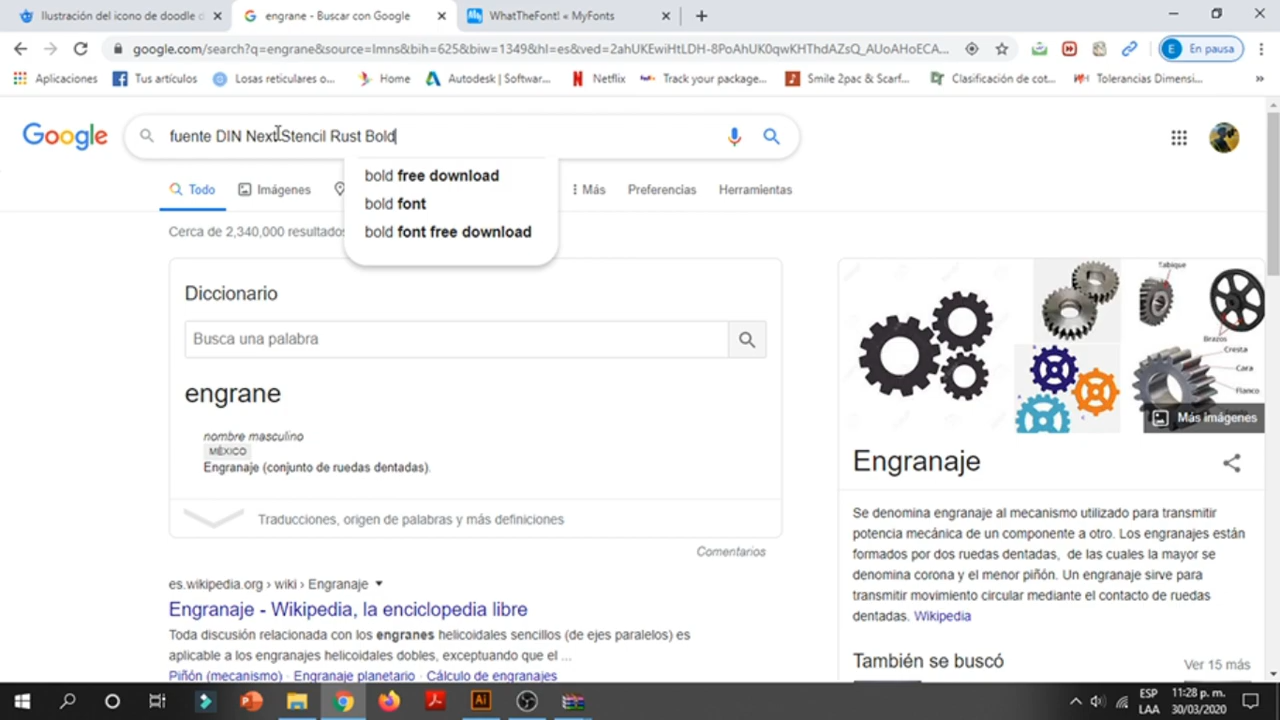 Ilustración del icono de doodle d
engrane - Buscar con Google
WhatTheFont! « MyFonts
google.com/search?q=engrane&source=lmns&bih=625&biw=1349&hl=es&ved=2ahUKEwiHtLDH-8PoAhUK0qwKHThdAZsQ_AUoAHoECA...
En pausa
Aplicaciones
Tus artículos
Losas reticulares o...
Home
Autodesk | Softwar...
Netflix
Track your package...
Smile 2pac & Scarf...
Clasificación de cot...
Tolerancias Dimensi...
»
Google
fuente DIN Next Stencil Rust Bold
bold free download
bold font
bold font free download
Todo
Imágenes
Más
Preferencias
Herramientas
Cerca de 2,340,000 resultados
Diccionario
Busca una palabra
engrane
nombre masculino
MÉXICO
Engranaje (conjunto de ruedas dentadas).
Traducciones, origen de palabras y más definiciones
Comentarios
es.wikipedia.org › wiki › Engranaje
Engranaje - Wikipedia, la enciclopedia libre
Toda discusión relacionada con los engranes helicoidales sencillos (de ejes paralelos) es
aplicable a los engranajes helicoidales dobles, exceptuando que el ...
Piñón (mecanismo) · Engranaje planetario · Cálculo de engranajes
Tabique
Brazos
Cresta
Cara
Flanco
Más imágenes
Engranaje
Se denomina engranaje al mecanismo utilizado para transmitir
potencia mecánica de un componente a otro. Los engranajes están
formados por dos ruedas dentadas, de las cuales la mayor se
denomina corona y el menor piñón. Un engranaje sirve para
transmitir movimiento circular mediante el contacto de ruedas
dentadas. Wikipedia
También se buscó
Ver 15 más
Ai
ESP
LAA
11:28 p. m.
30/03/2020